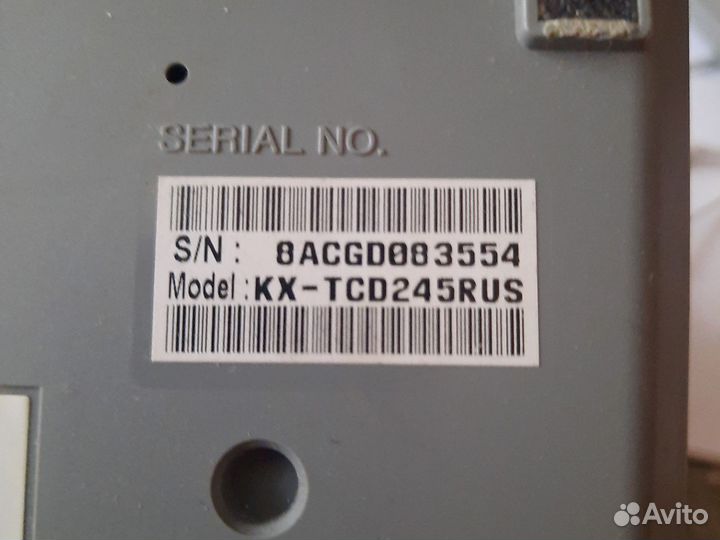 SERIAL NO.
S/N : 8ACGD083554
Model : KX-TCD245RUS
Avito